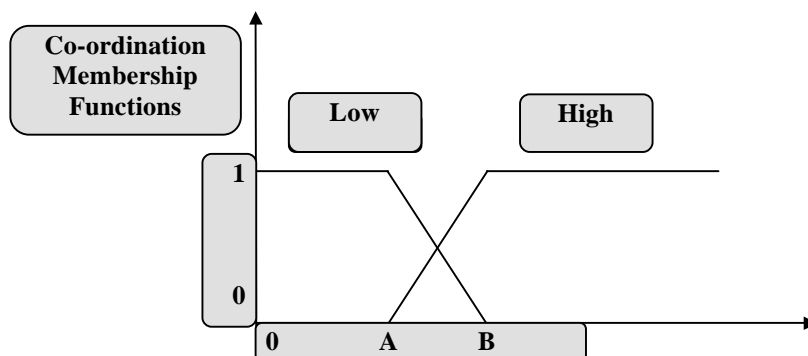 Co-ordination
Membership
Functions
Low
High
1
0
0 A B